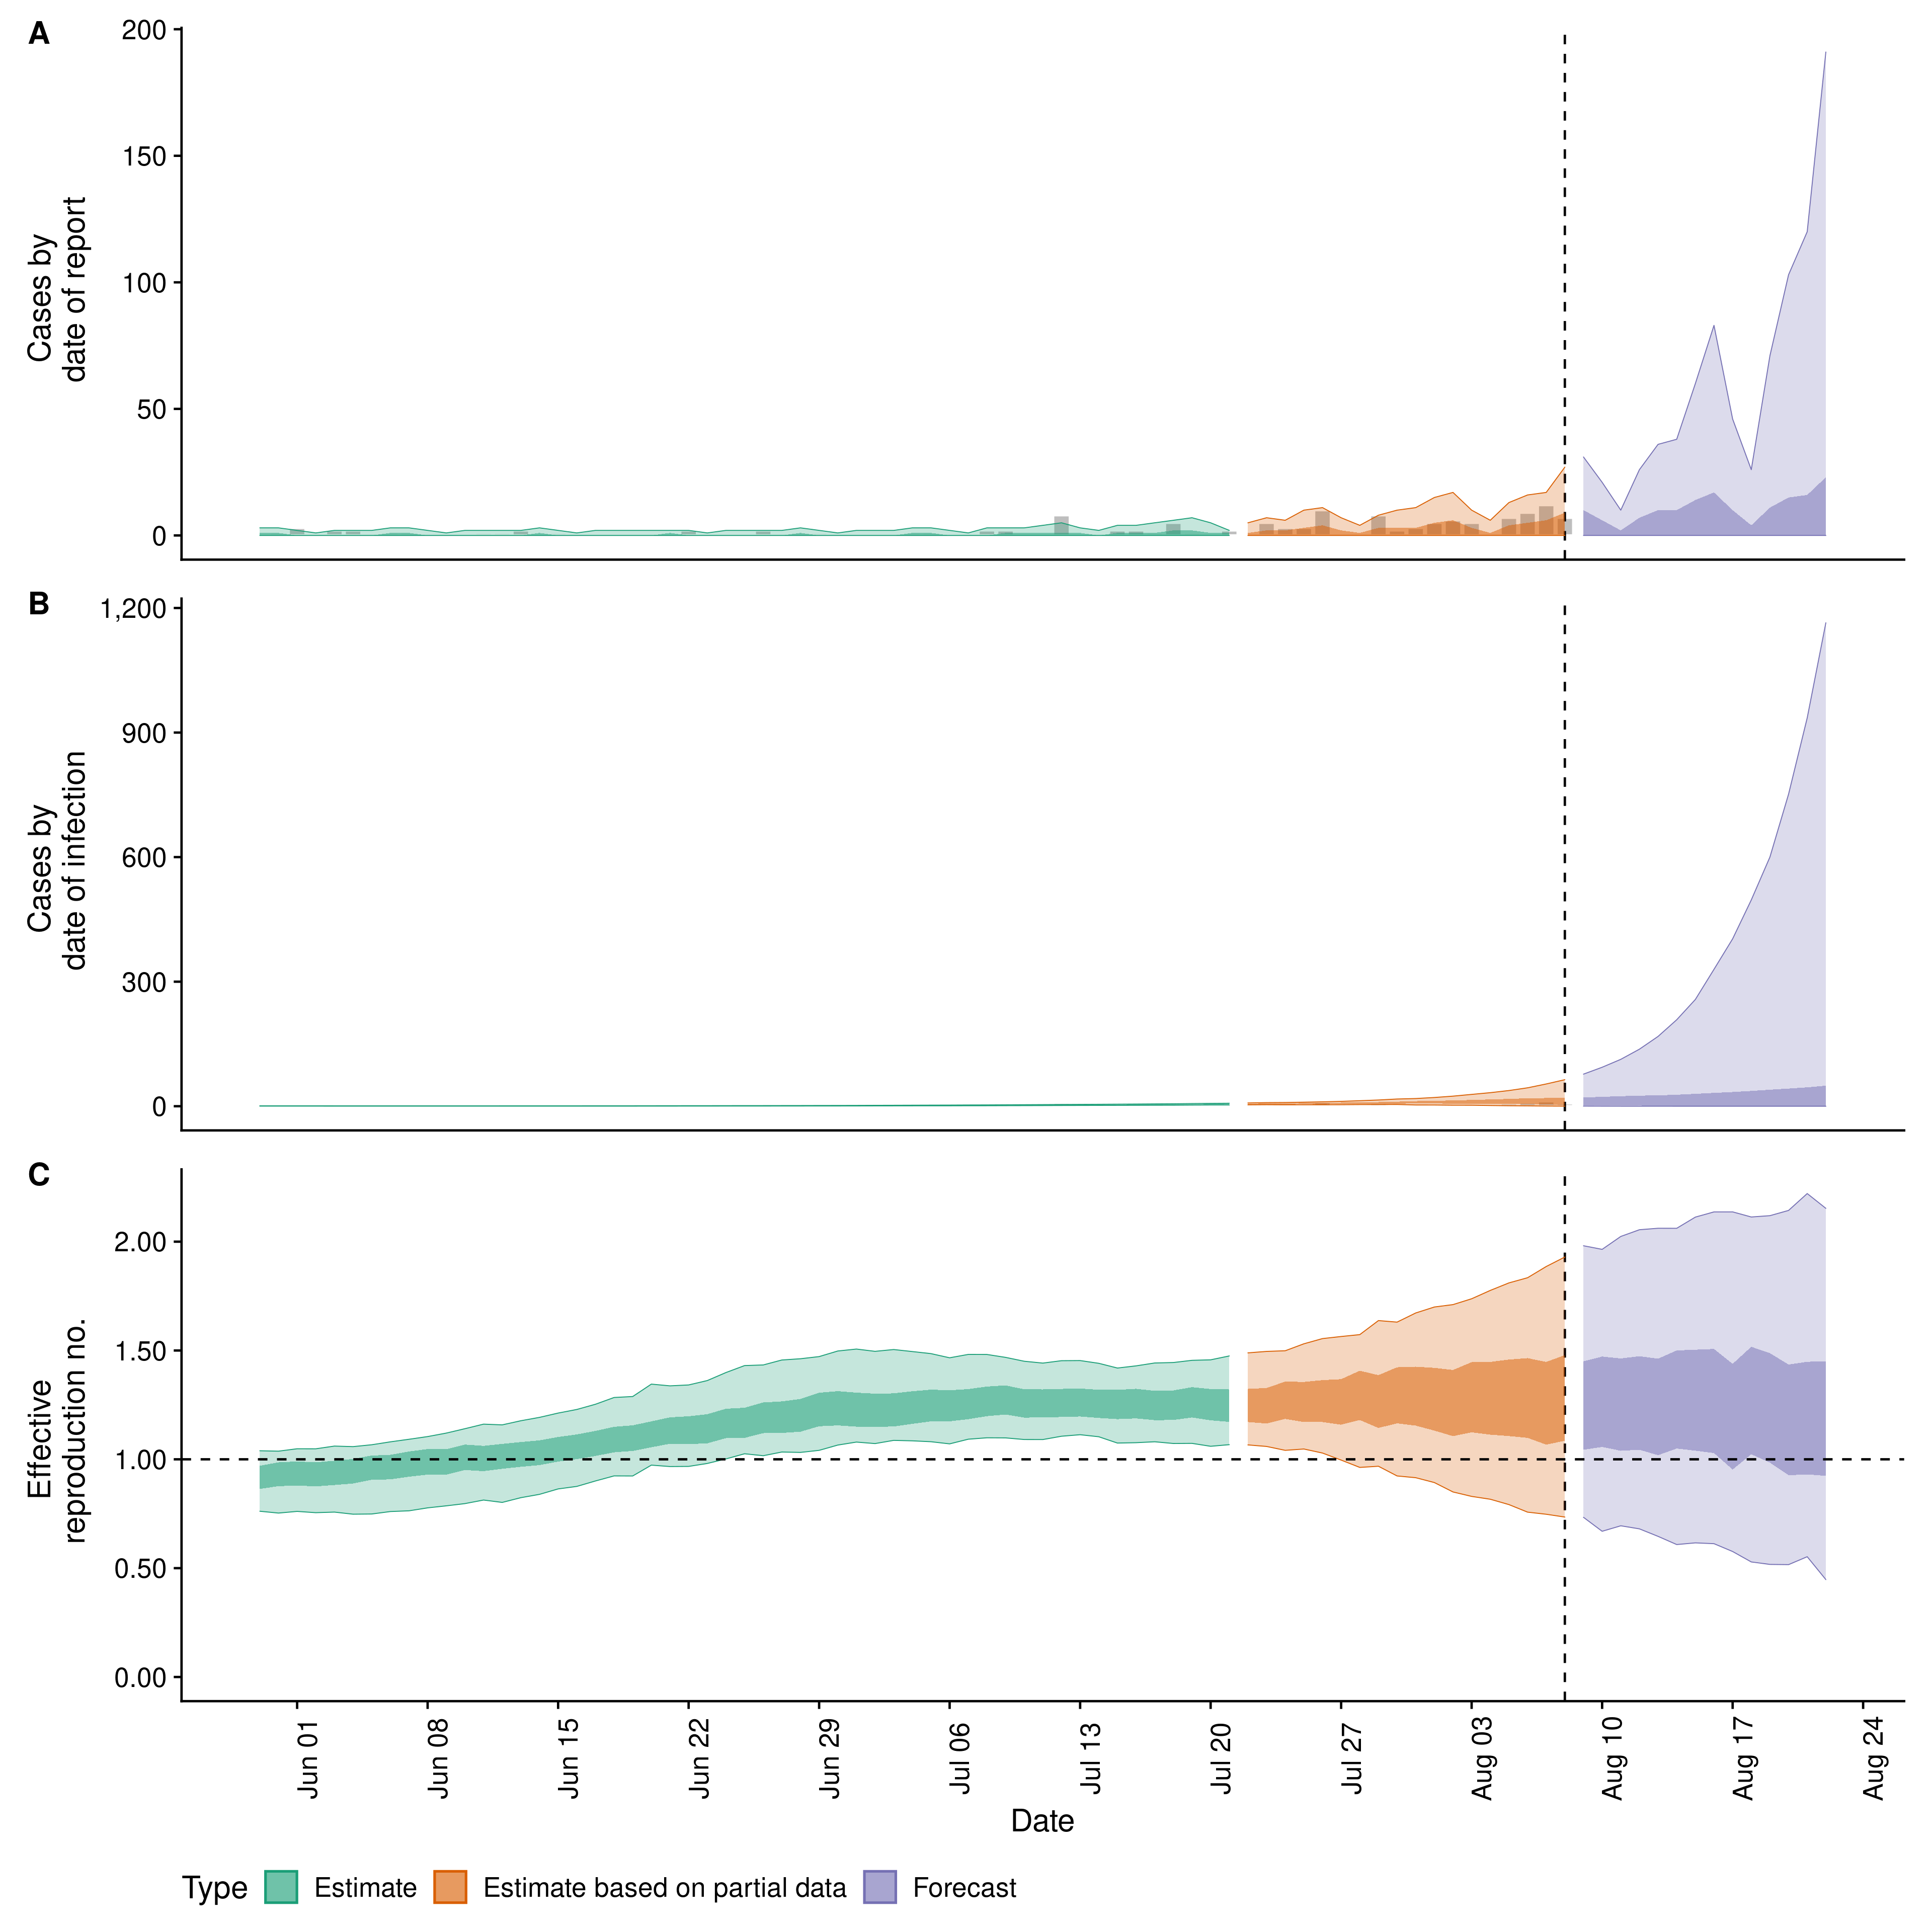 A
Cases by
date of report
200
150
100
50
0
B
Cases by
date of infection
1,200
900
600
300
0
C
Effective
reproduction no.
2.00
1.50
1.00
0.50
0.00
Jun 01
Jun 08
Jun 15
Jun 22
Jun 29
Jul 06
Jul 13
Jul 20
Jul 27
Aug 03
Aug 10
Aug 17
Aug 24
Date
Type Estimate Estimate based on partial data Forecast